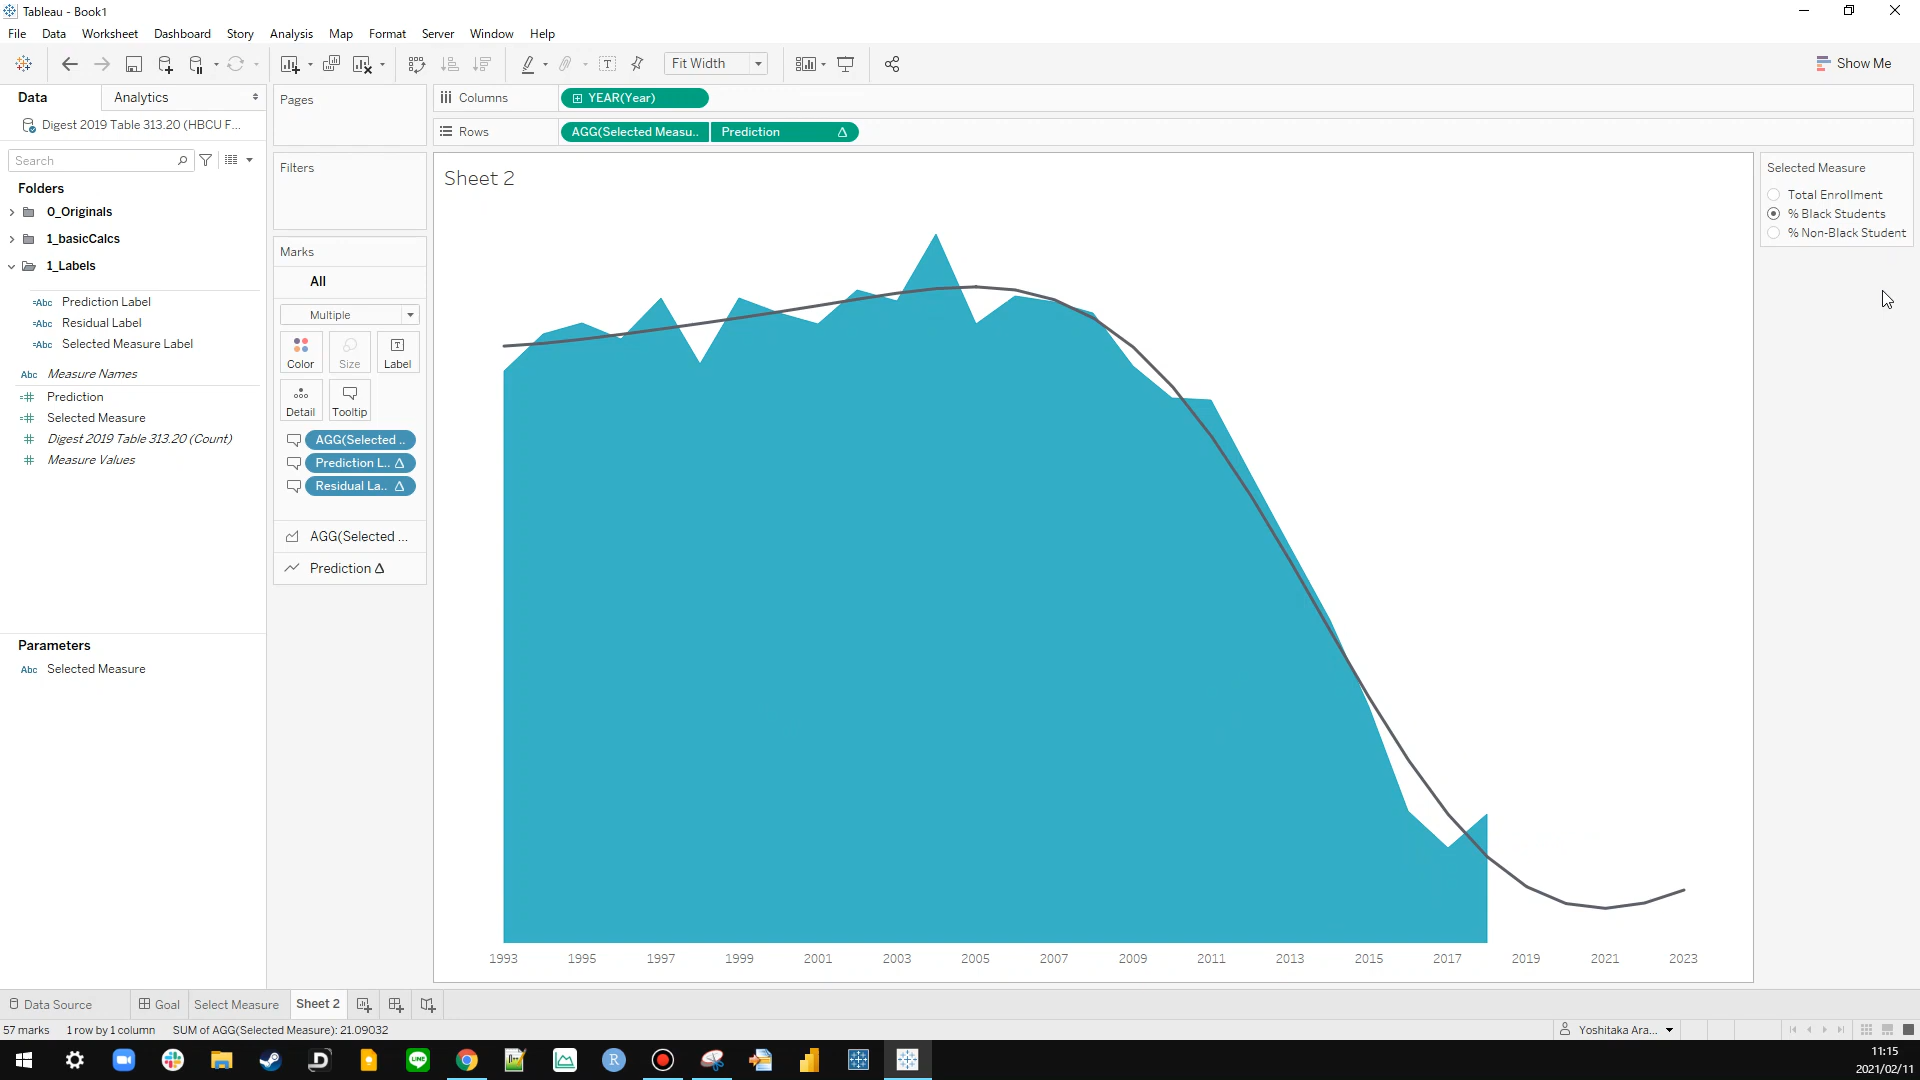 Tableau - Book1
File Data Worksheet Dashboard Story Analysis Map Format Server Window Help
Fit Width
Show Me
Data
Analytics
Digest 2019 Table 313.20 (HBCU F...
Search
Folders
0_Originals
1_basicCalcs
1_Labels
Abc Prediction Label
Abc Residual Label
Abc Selected Measure Label
Abc Measure Names
Prediction
Selected Measure
Digest 2019 Table 313.20 (Count)
Measure Values
Parameters
Abc Selected Measure
Pages
Filters
Marks
All
Multiple
Color Size Label
Detail Tooltip
AGG(Selected ..
Prediction L.. Δ
Residual La.. Δ
AGG(Selected ...
Prediction Δ
Columns YEAR(Year)
Rows AGG(Selected Measu.. Prediction Δ
Sheet 2
1993 1995 1997 1999 2001 2003 2005 2007 2009 2011 2013 2015 2017 2019 2021 2023
Selected Measure
Total Enrollment
% Black Students
% Non-Black Student
Data Source Goal Select Measure Sheet 2
57 marks 1 row by 1 column SUM of AGG(Selected Measure): 21.09032
Yoshitaka Ara...
LINE
R
11:15
2021/02/11